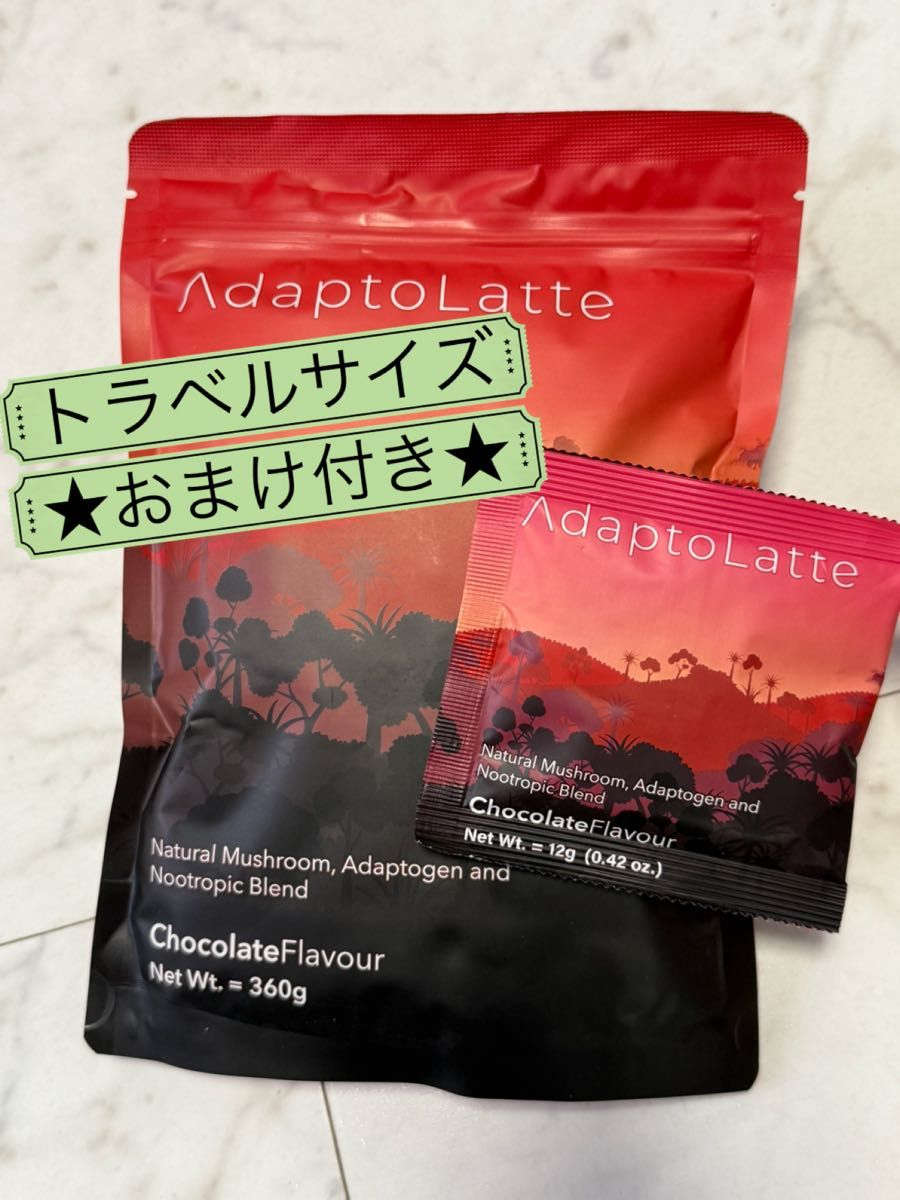 AdaptoLatte
トラベルサイズ
★おまけ付き★
AdaptoLatte
Natural Mushroom, Adaptogen and
Nootropic Blend
ChocolateFlavour
Net Wt. = 12g (0.42 oz.)
Natural Mushroom, Adaptogen and
Nootropic Blend
ChocolateFlavour
Net Wt. = 360g